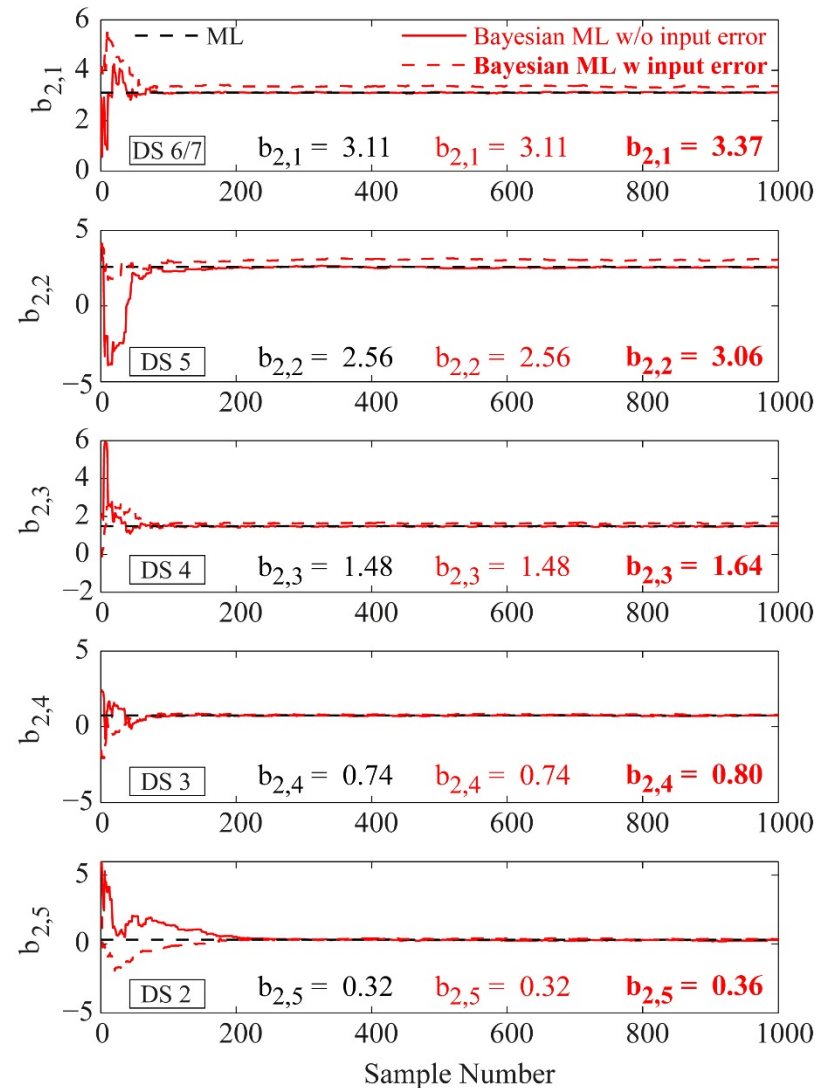 ML
Bayesian ML w/o input error
Bayesian ML w input error
b2,1
6
4
2
0
DS 6/7
b2,1 = 3.11
b2,1 = 3.11
b2,1 = 3.37
0 200 400 600 800 1000
b2,2
5
0
−5
DS 5
b2,2 = 2.56
b2,2 = 2.56
b2,2 = 3.06
0 200 400 600 800 1000
b2,3
6
4
2
0
−2
DS 4
b2,3 = 1.48
b2,3 = 1.48
b2,3 = 1.64
0 200 400 600 800 1000
b2,4
5
0
−5
DS 3
b2,4 = 0.74
b2,4 = 0.74
b2,4 = 0.80
0 200 400 600 800 1000
b2,5
5
0
−5
DS 2
b2,5 = 0.32
b2,5 = 0.32
b2,5 = 0.36
0 200 400 600 800 1000
Sample Number